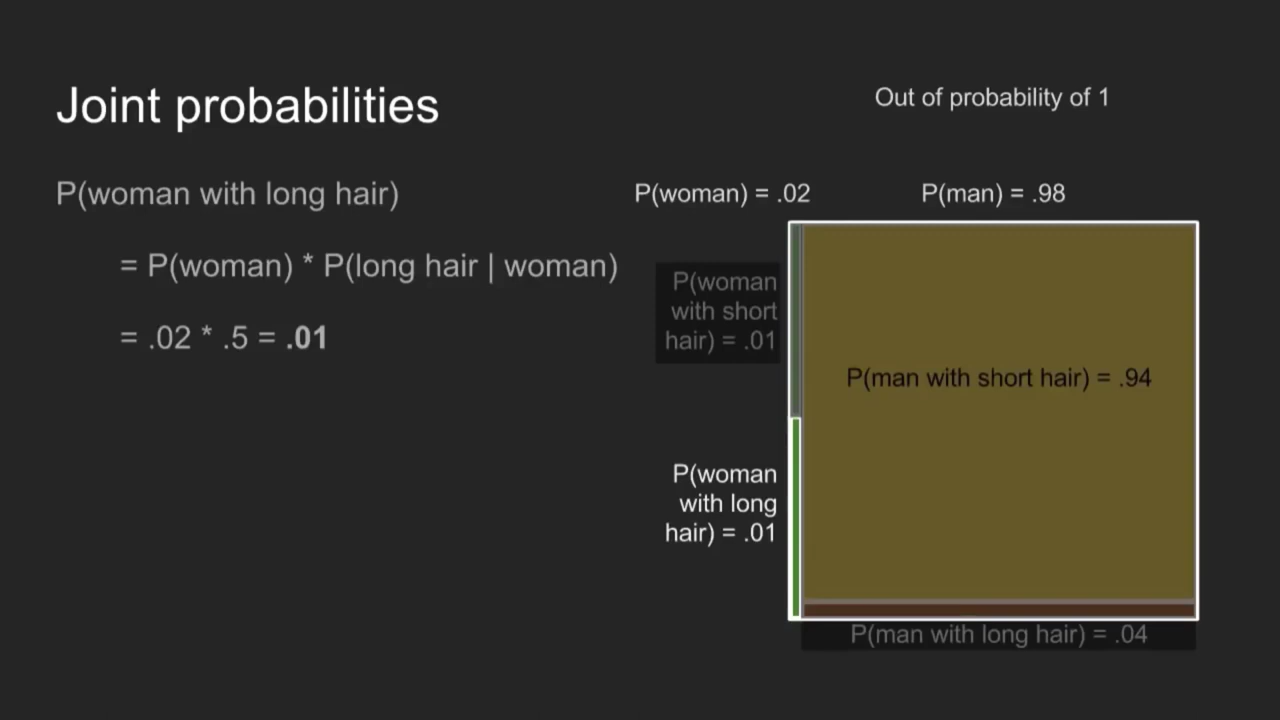 Joint probabilities
Out of probability of 1
P(woman with long hair)
= P(woman) * P(long hair | woman)
= .02 * .5 = .01
P(woman) = .02
P(man) = .98
P(woman
with short
hair) = .01
P(man with short hair) = .94
P(woman
with long
hair) = .01
P(man with long hair) = .04